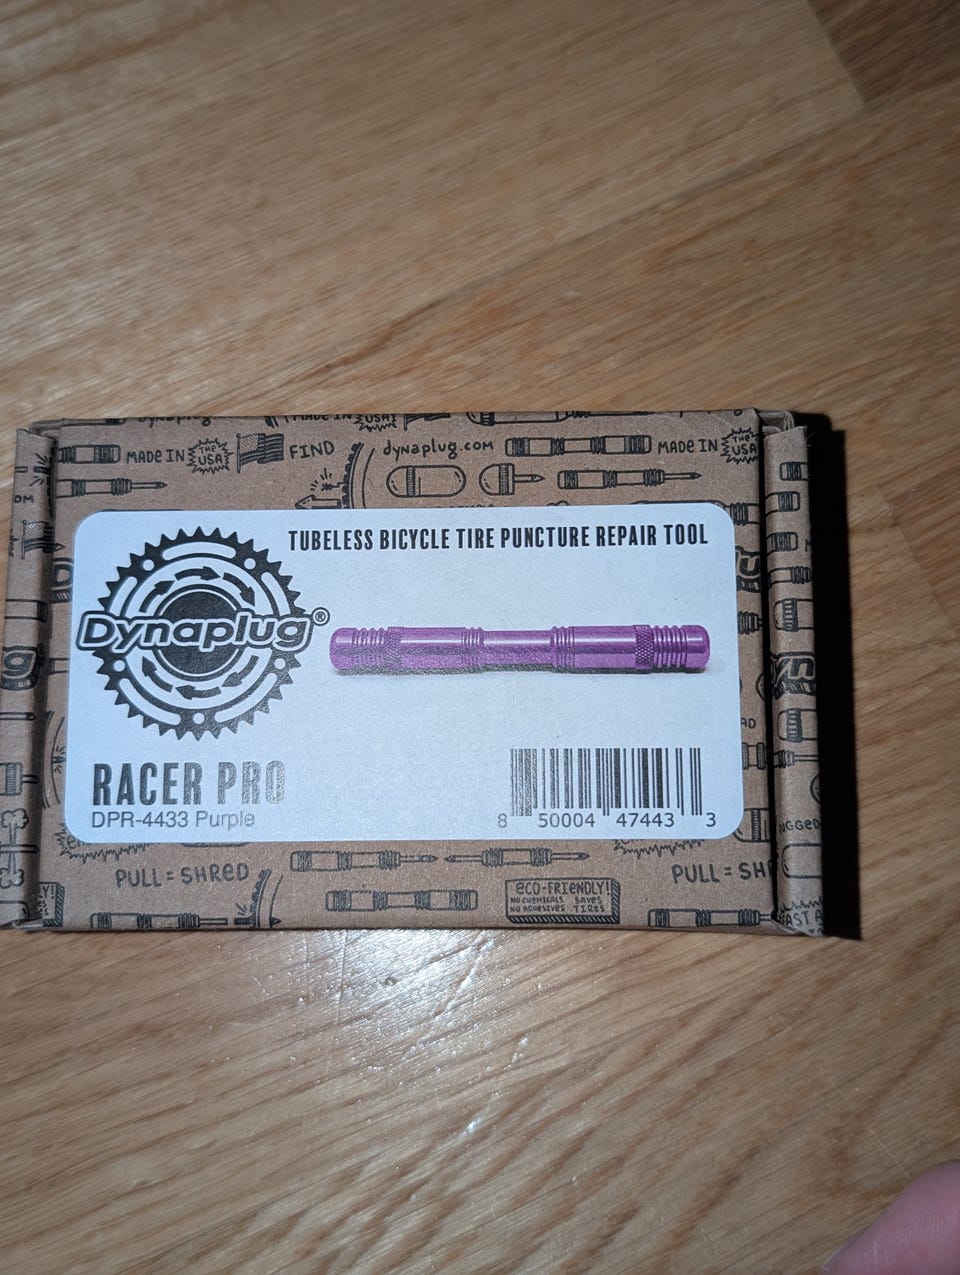 MADE IN THE USA!
FIND
dynaplug.com
MADE IN THE USA
TUBELESS BICYCLE TIRE PUNCTURE REPAIR TOOL
Dynaplug®
RACER PRO
DPR-4433 Purple
8 50004 47443 3
PULL = SHRED
PULL = SH
eco-FRieNDLY!
NO CHEMICALS SAVES
NO ADHESIVES TIRES